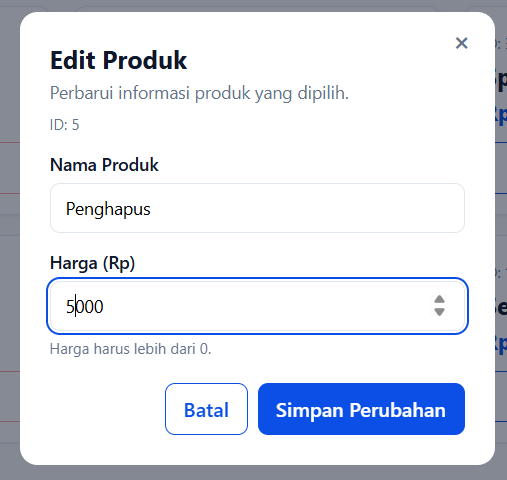 Edit Produk
Perbarui informasi produk yang dipilih.
ID: 5
Nama Produk
Penghapus
Harga (Rp)
5000
Harga harus lebih dari 0.
Batal
Simpan Perubahan